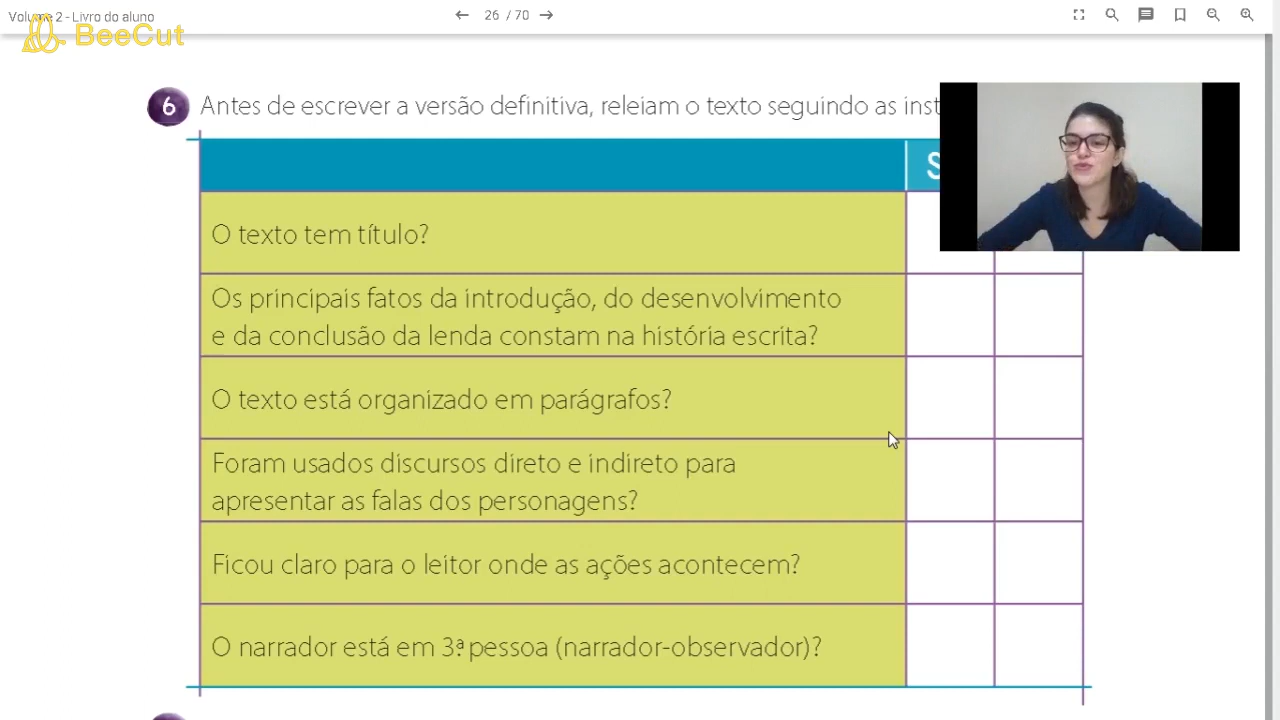 Volume 2 - Livro do aluno
26 / 70
BeeCut
6 Antes de escrever a versão definitiva, releiam o texto seguindo as
O texto tem título?
Os principais fatos da introdução, do desenvolvimento
e da conclusão da lenda constam na história escrita?
O texto está organizado em parágrafos?
Foram usados discursos direto e indireto para
apresentar as falas dos personagens?
Ficou claro para o leitor onde as ações acontecem?
O narrador está em 3ª pessoa (narrador-observador)?